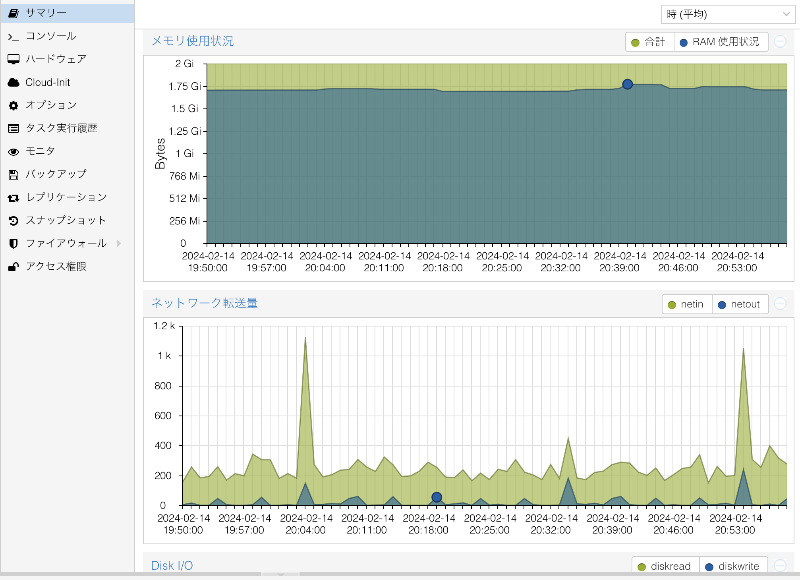 時 (平均)
サマリー
コンソール
ハードウェア
Cloud-Init
オプション
タスク実行履歴
モニタ
バックアップ
レプリケーション
スナップショット
ファイアウォール
アクセス権限
メモリ使用状況
合計 RAM 使用状況
Bytes
2 Gi
1.75 Gi
1.5 Gi
1.25 Gi
1 Gi
768 Mi
512 Mi
256 Mi
0
2024-02-14 2024-02-14 2024-02-14 2024-02-14 2024-02-14 2024-02-14 2024-02-14 2024-02-14 2024-02-14 2024-02-14
19:50:00 19:57:00 20:04:00 20:11:00 20:18:00 20:25:00 20:32:00 20:39:00 20:46:00 20:53:00
ネットワーク転送量
netin netout
1.2 k
1 k
800
600
400
200
0
2024-02-14 2024-02-14 2024-02-14 2024-02-14 2024-02-14 2024-02-14 2024-02-14 2024-02-14 2024-02-14 2024-02-14
19:50:00 19:57:00 20:04:00 20:11:00 20:18:00 20:25:00 20:32:00 20:39:00 20:46:00 20:53:00
Disk I/O
diskread diskwrite